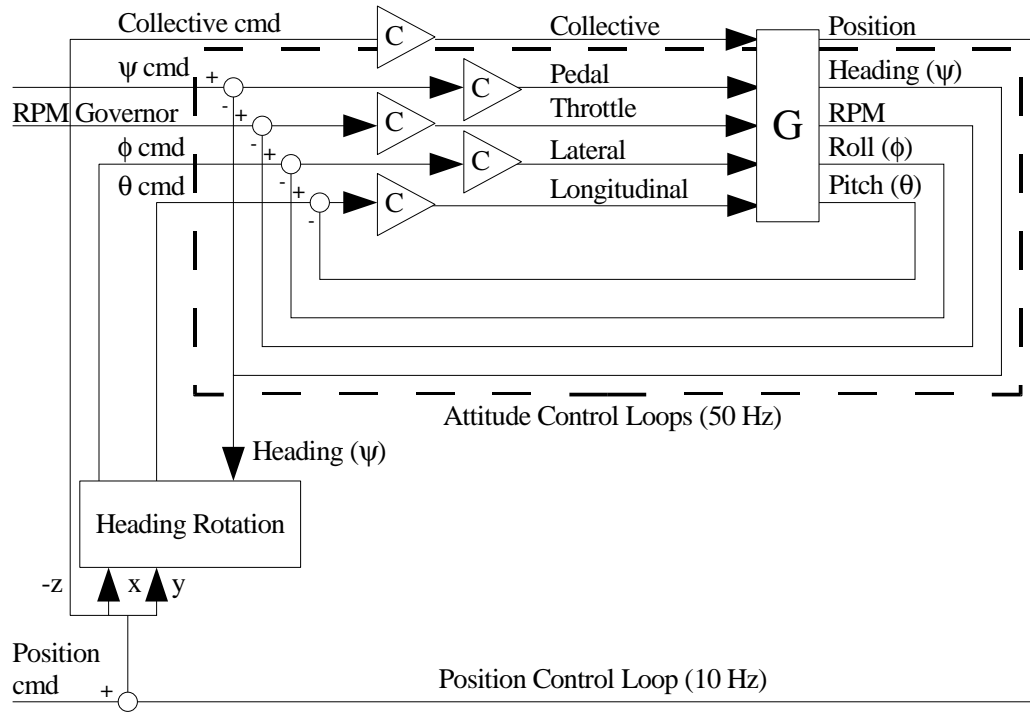 Collective cmd C Collective Position
+ ψ cmd - C Pedal Heading (ψ)
RPM Governor + - C Throttle G RPM
ϕ cmd + - C Lateral Roll (ϕ)
θ cmd + - C Longitudinal Pitch (θ)
Attitude Control Loops (50 Hz)
Heading (ψ)
Heading Rotation
-z x y
Position
cmd + Position Control Loop (10 Hz)